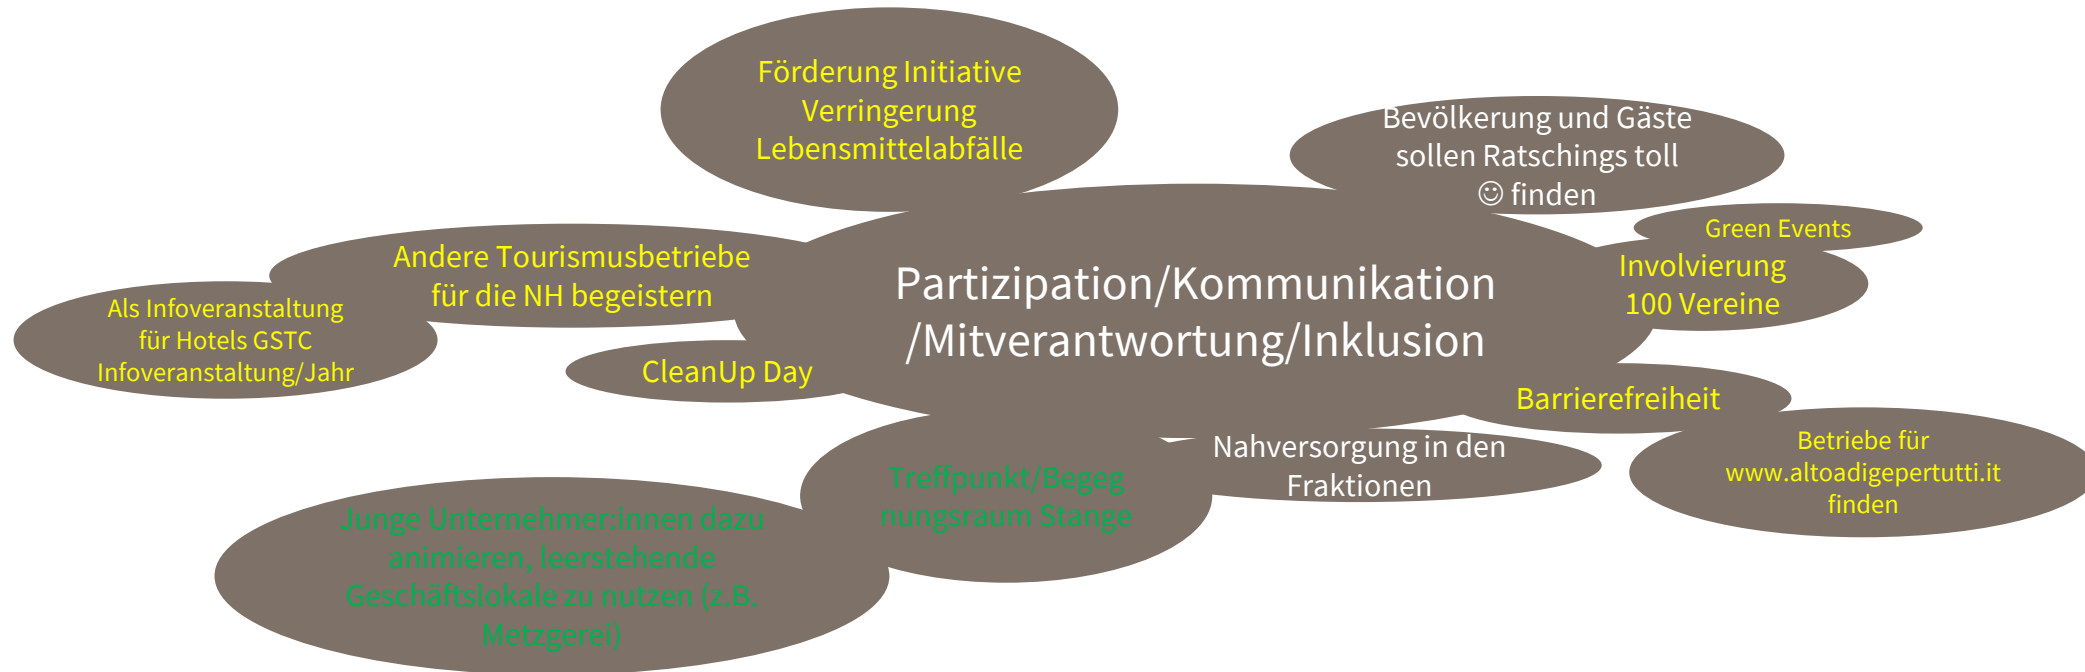 Förderung Initiative
Verringerung
Lebensmittelabfälle
Bevölkerung und Gäste
sollen Ratschings toll
☺ finden
Green Events
Involvierung
100 Vereine
Andere Tourismusbetriebe
für die NH begeistern
Als Infoveranstaltung
für Hotels GSTC
Infoveranstaltung/Jahr
Partizipation/Kommunikation
/Mitverantwortung/Inklusion
CleanUp Day
Barrierefreiheit
Betriebe für
www.altoadigepertutti.it
finden
Nahversorgung in den
Fraktionen
Treffpunkt/Begeg
nungsraum Stange
Junge Unternehmer:innen dazu
animieren, leerstehende
Geschäftslokale zu nutzen (z.B.
Metzgerei)